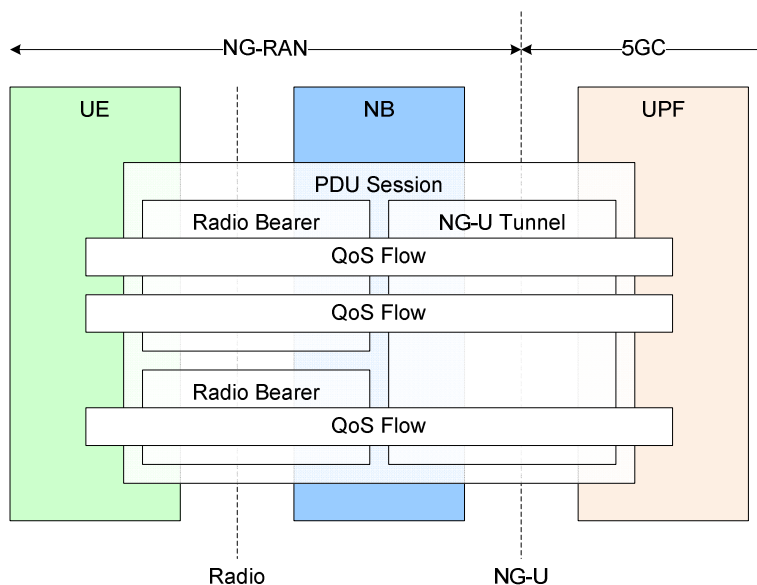 NG-RAN
5GC
UE
NB
UPF
PDU Session
Radio Bearer
NG-U Tunnel
QoS Flow
QoS Flow
Radio Bearer
QoS Flow
Radio
NG-U